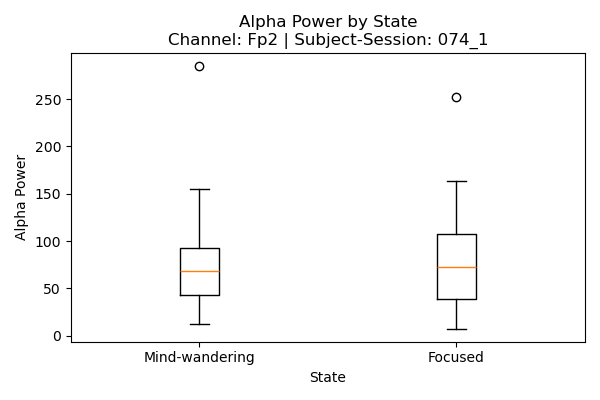 Alpha Power by State
Channel: Fp2 | Subject-Session: 074_1
Alpha Power
250
200
150
100
50
0
Mind-wandering
Focused
State